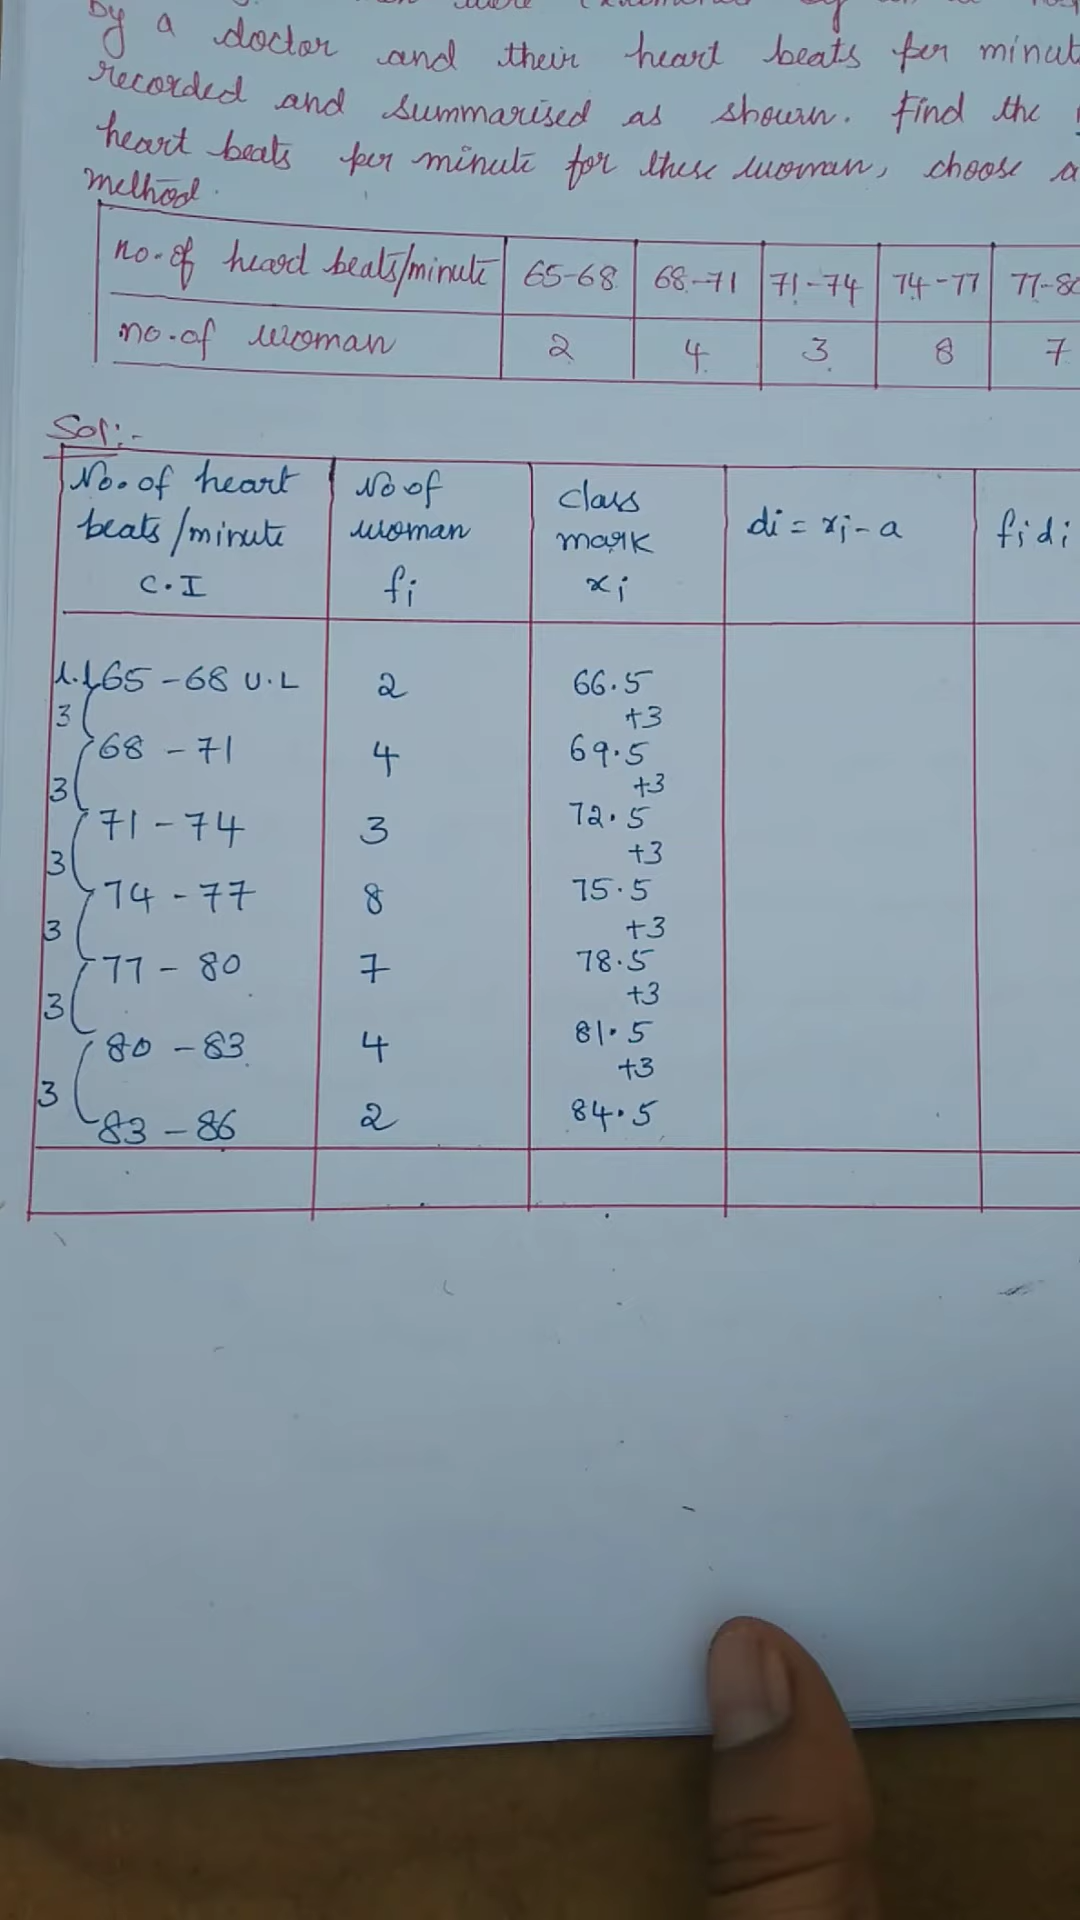 By a doctor and their heart beats per minut
recorded and summarised as shown. Find the
heart beats per minute for these woman, choose a
method.
no. of heard beats/minute 65-68 68-71 71-74 74-77 77-80
no. of woman 2 4 3 8 7
Sol:-
No. of heart beats/minute C.I
No of woman fi
class mark xi
di = xi - a
fidi
l.l 65 - 68 U.L 2 66.5
3 +3
68 - 71 4 69.5
3 +3
71 - 74 3 72.5
3 +3
74 - 77 8 75.5
3 +3
77 - 80 7 78.5
3 +3
80 - 83 4 81.5
3 +3
83 - 86 2 84.5